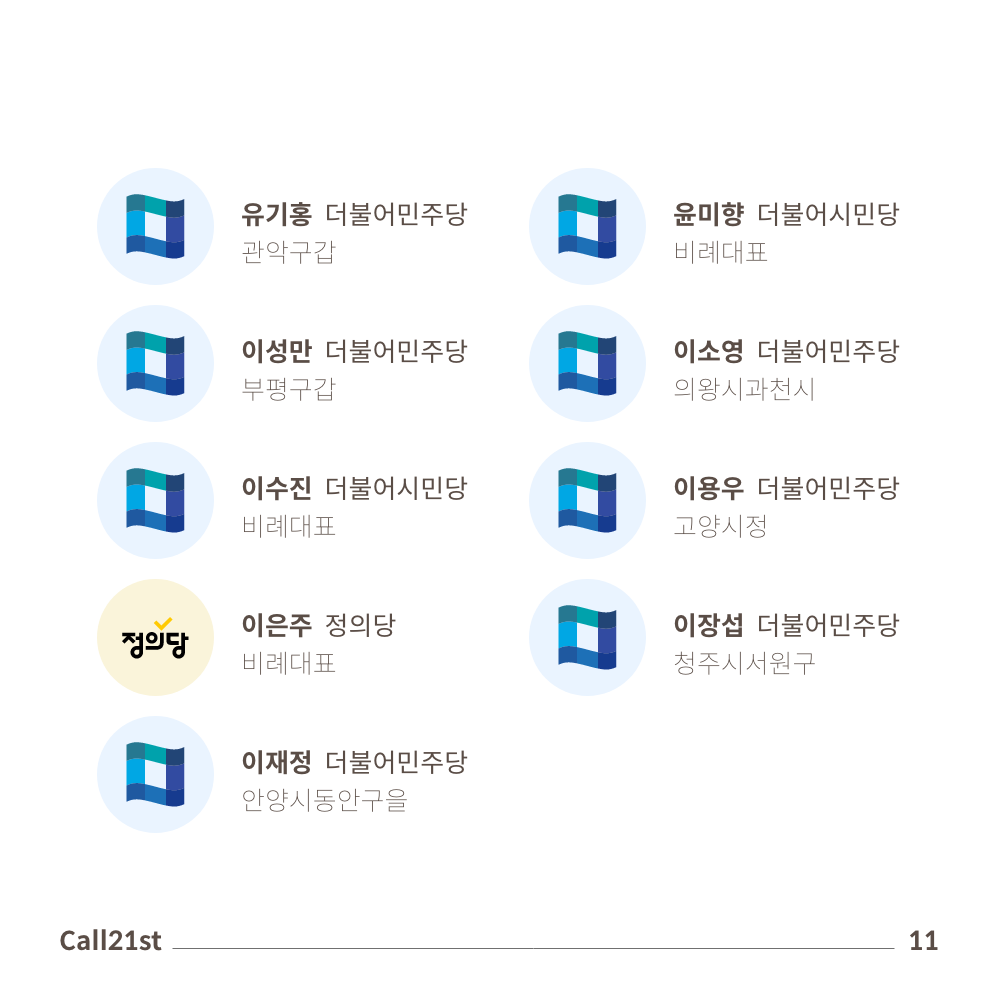 유기홍 더불어민주당
관악구갑
윤미향 더불어시민당
비례대표
이성만 더불어민주당
부평구갑
이소영 더불어민주당
의왕시과천시
이수진 더불어시민당
비례대표
이용우 더불어민주당
고양시정
정의당
이은주 정의당
비례대표
이장섭 더불어민주당
청주시서원구
이재정 더불어민주당
안양시동안구을
Call21st 11